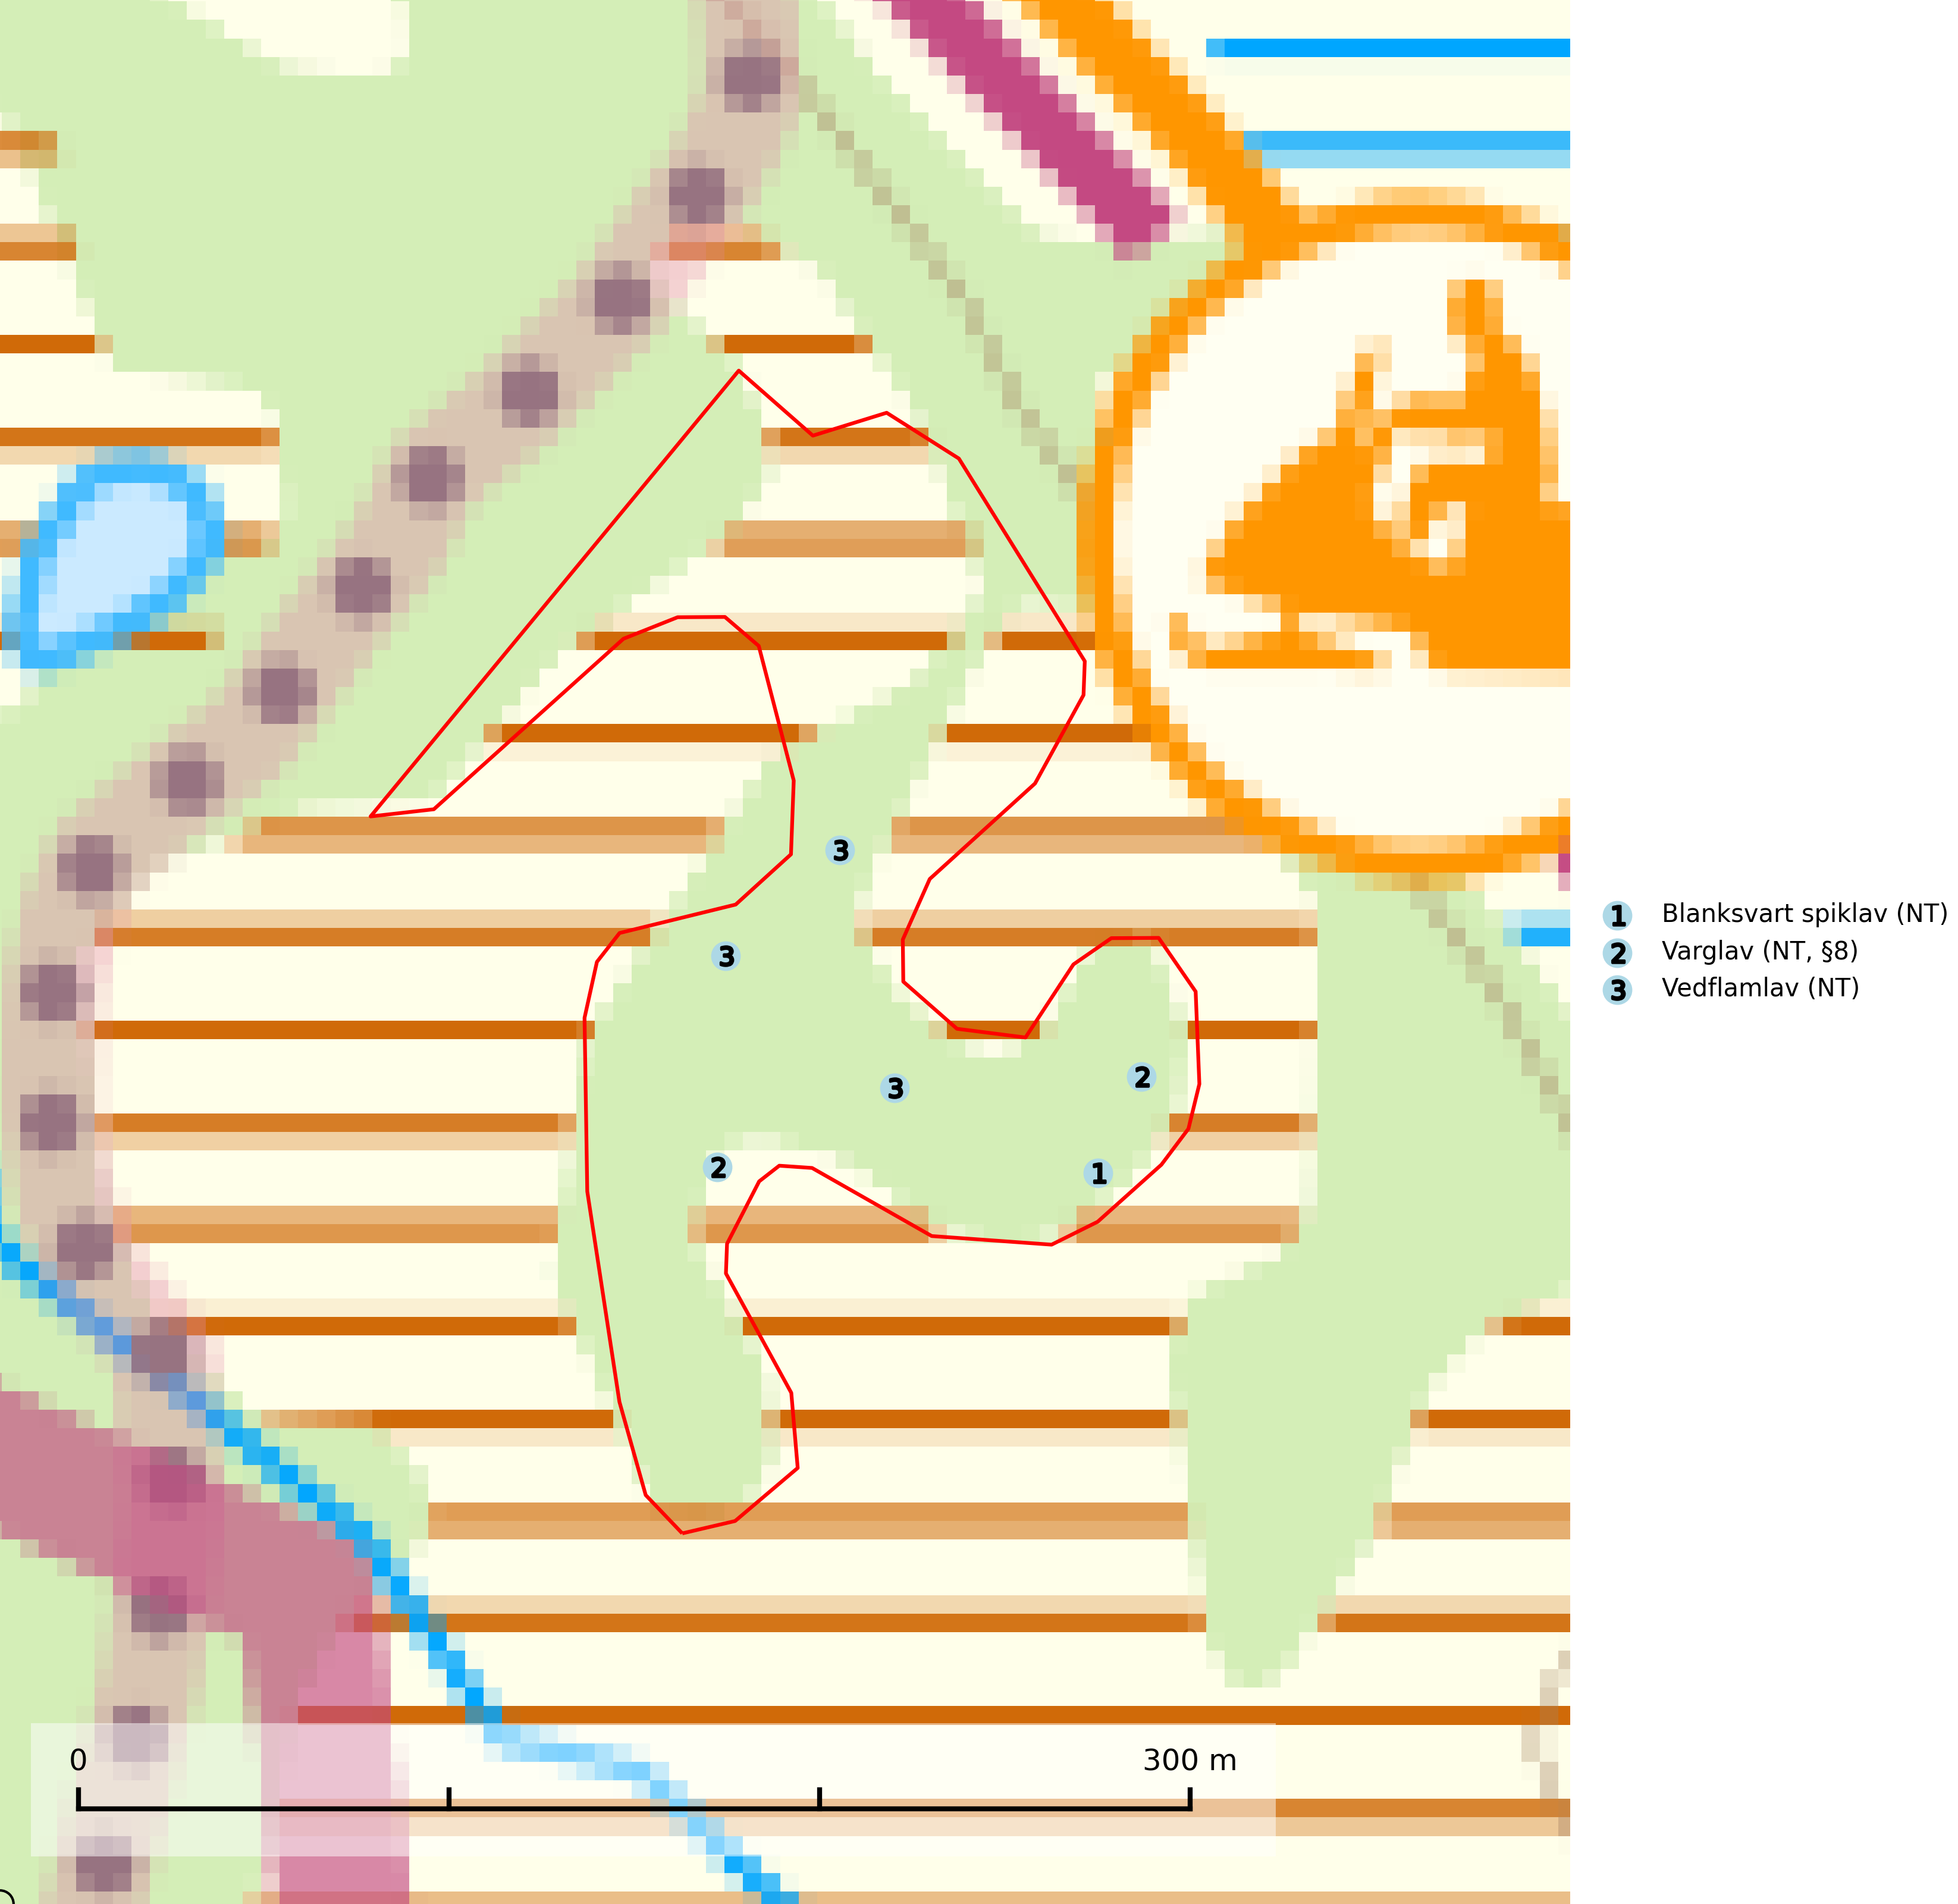 3
3
3
2
2
1
1 Blanksvart spiklav (NT)
2 Varglav (NT, §8)
3 Vedflamlav (NT)
0 300 m